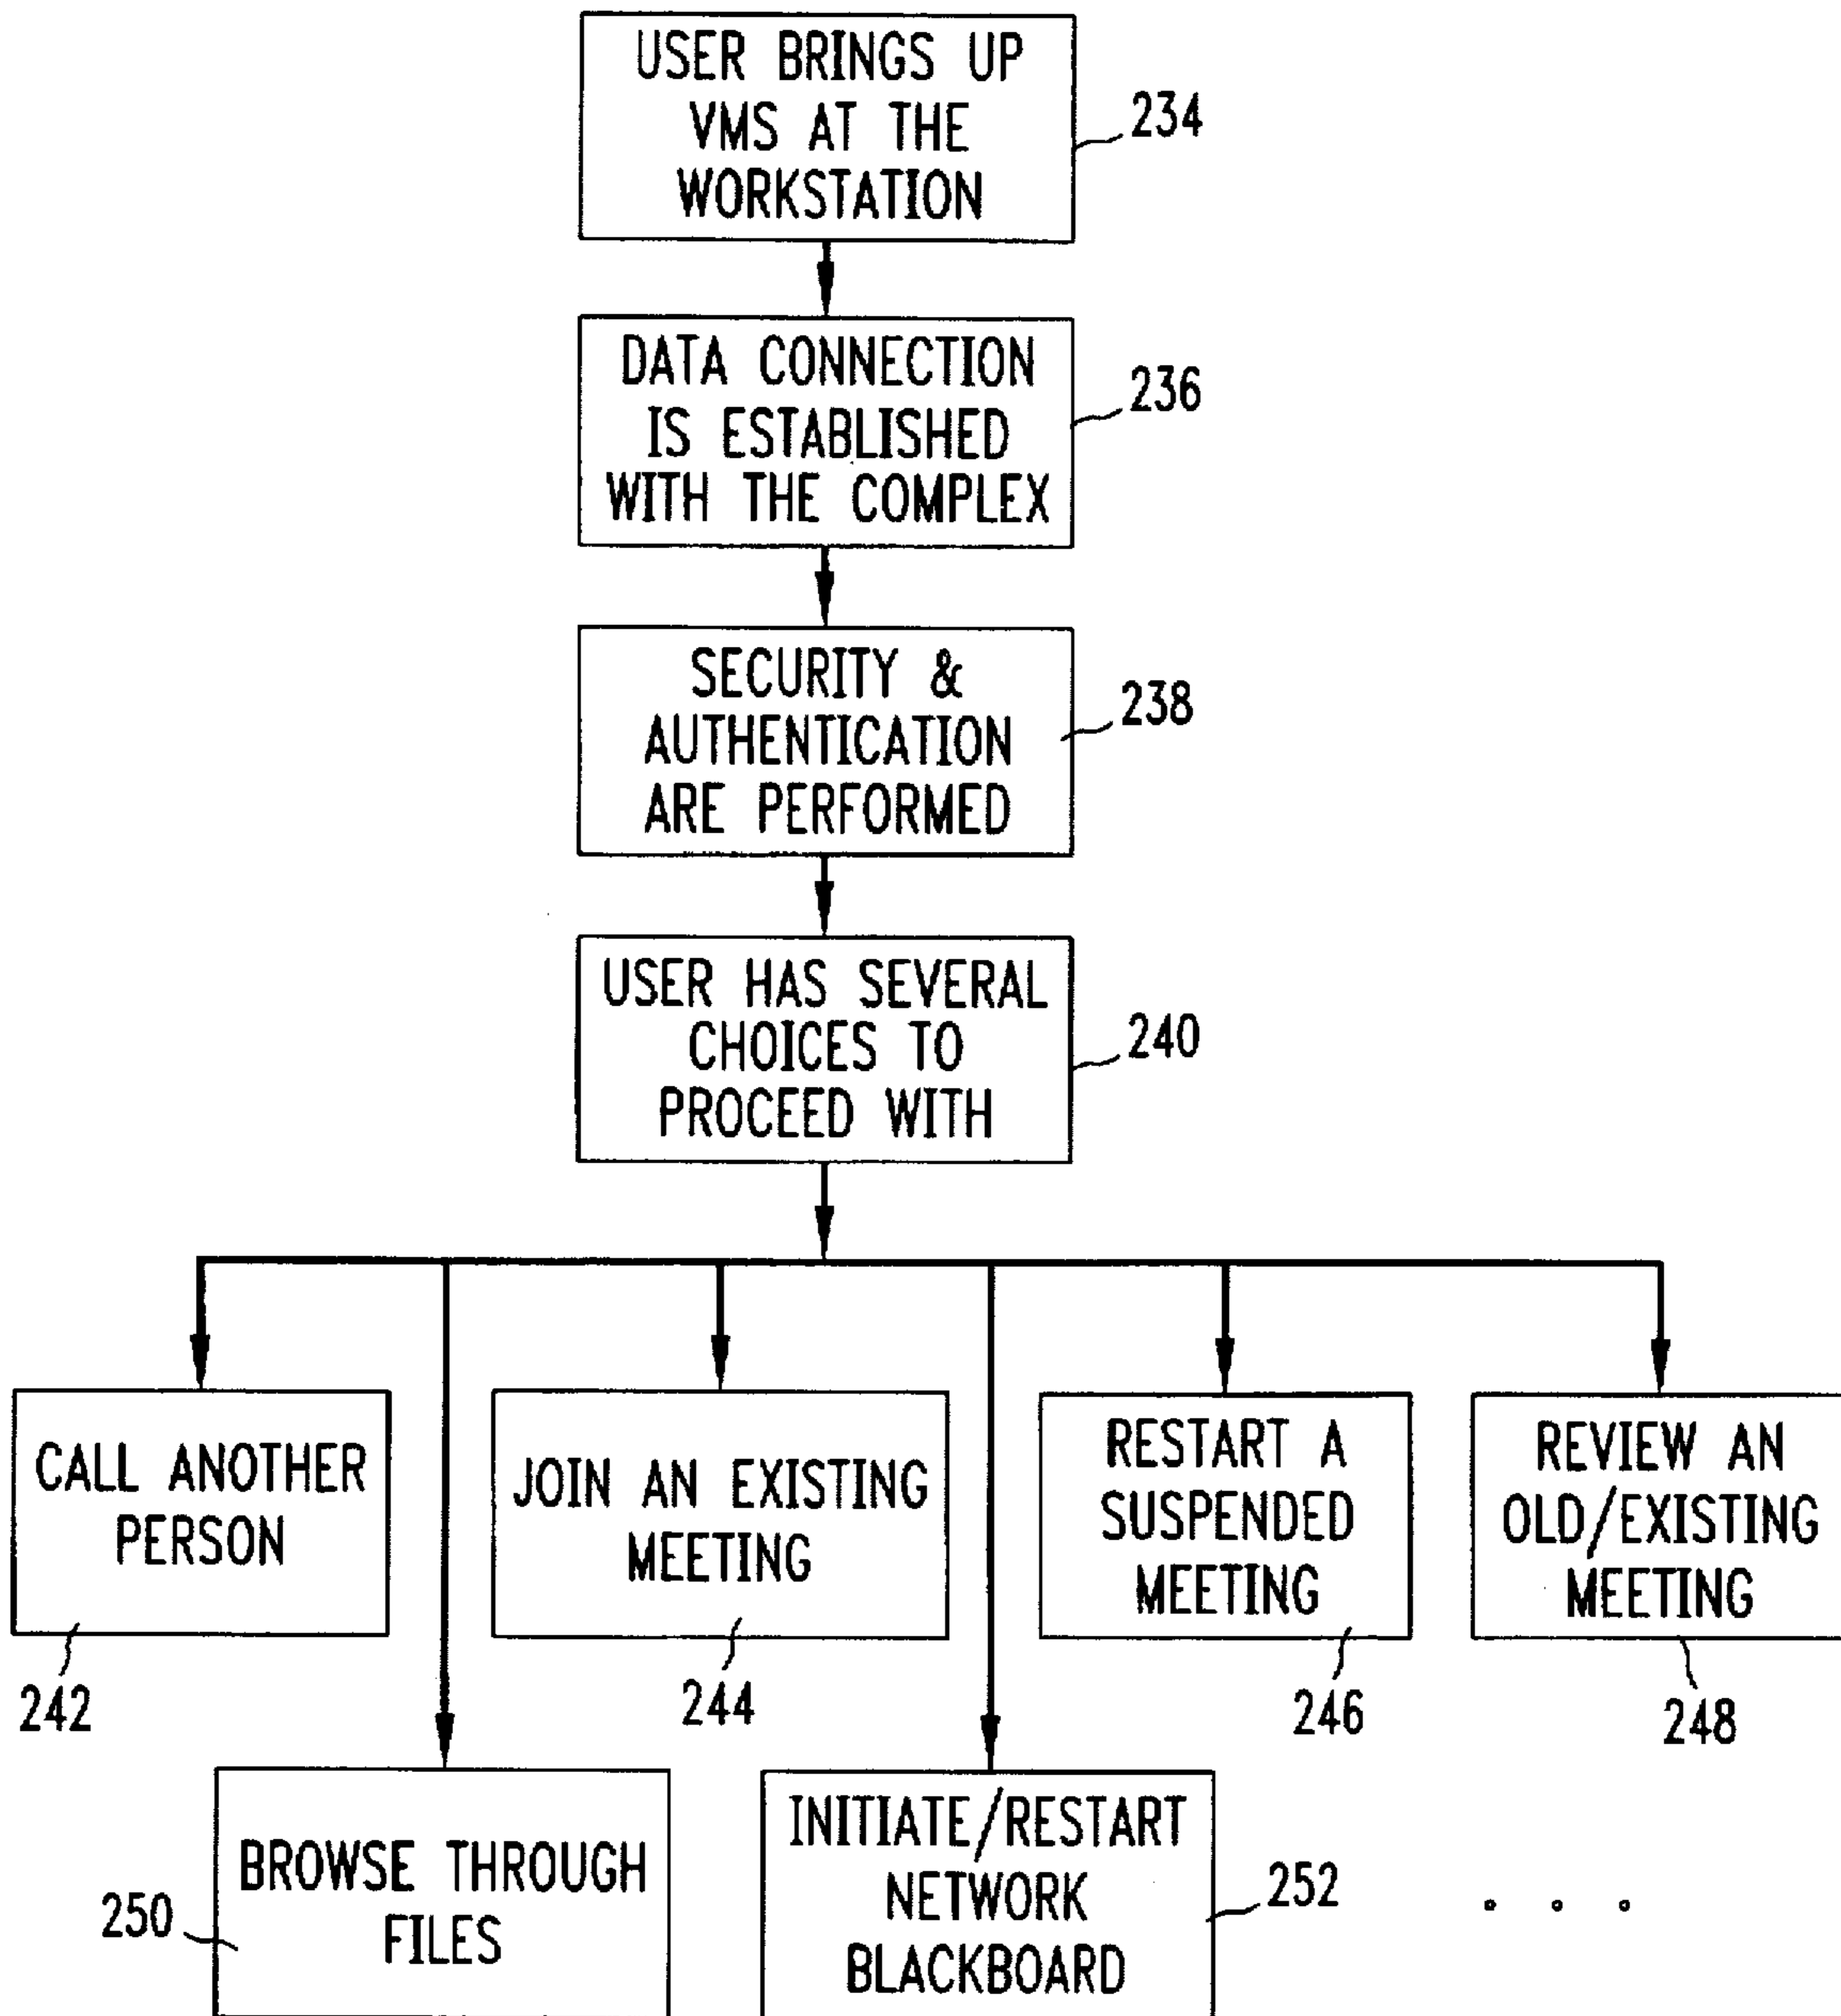 USER BRINGS UP
VMS AT THE
WORKSTATION
234
DATA CONNECTION
IS ESTABLISHED
WITH THE COMPLEX
236
SECURITY &
AUTHENTICATION
ARE PERFORMED
238
USER HAS SEVERAL
CHOICES TO
PROCEED WITH
240
CALL ANOTHER
PERSON
242
JOIN AN EXISTING
MEETING
244
RESTART A
SUSPENDED
MEETING
246
REVIEW AN
OLD/EXISTING
MEETING
248
BROWSE THROUGH
FILES
250
INITIATE/RESTART
NETWORK
BLACKBOARD
252
. . .